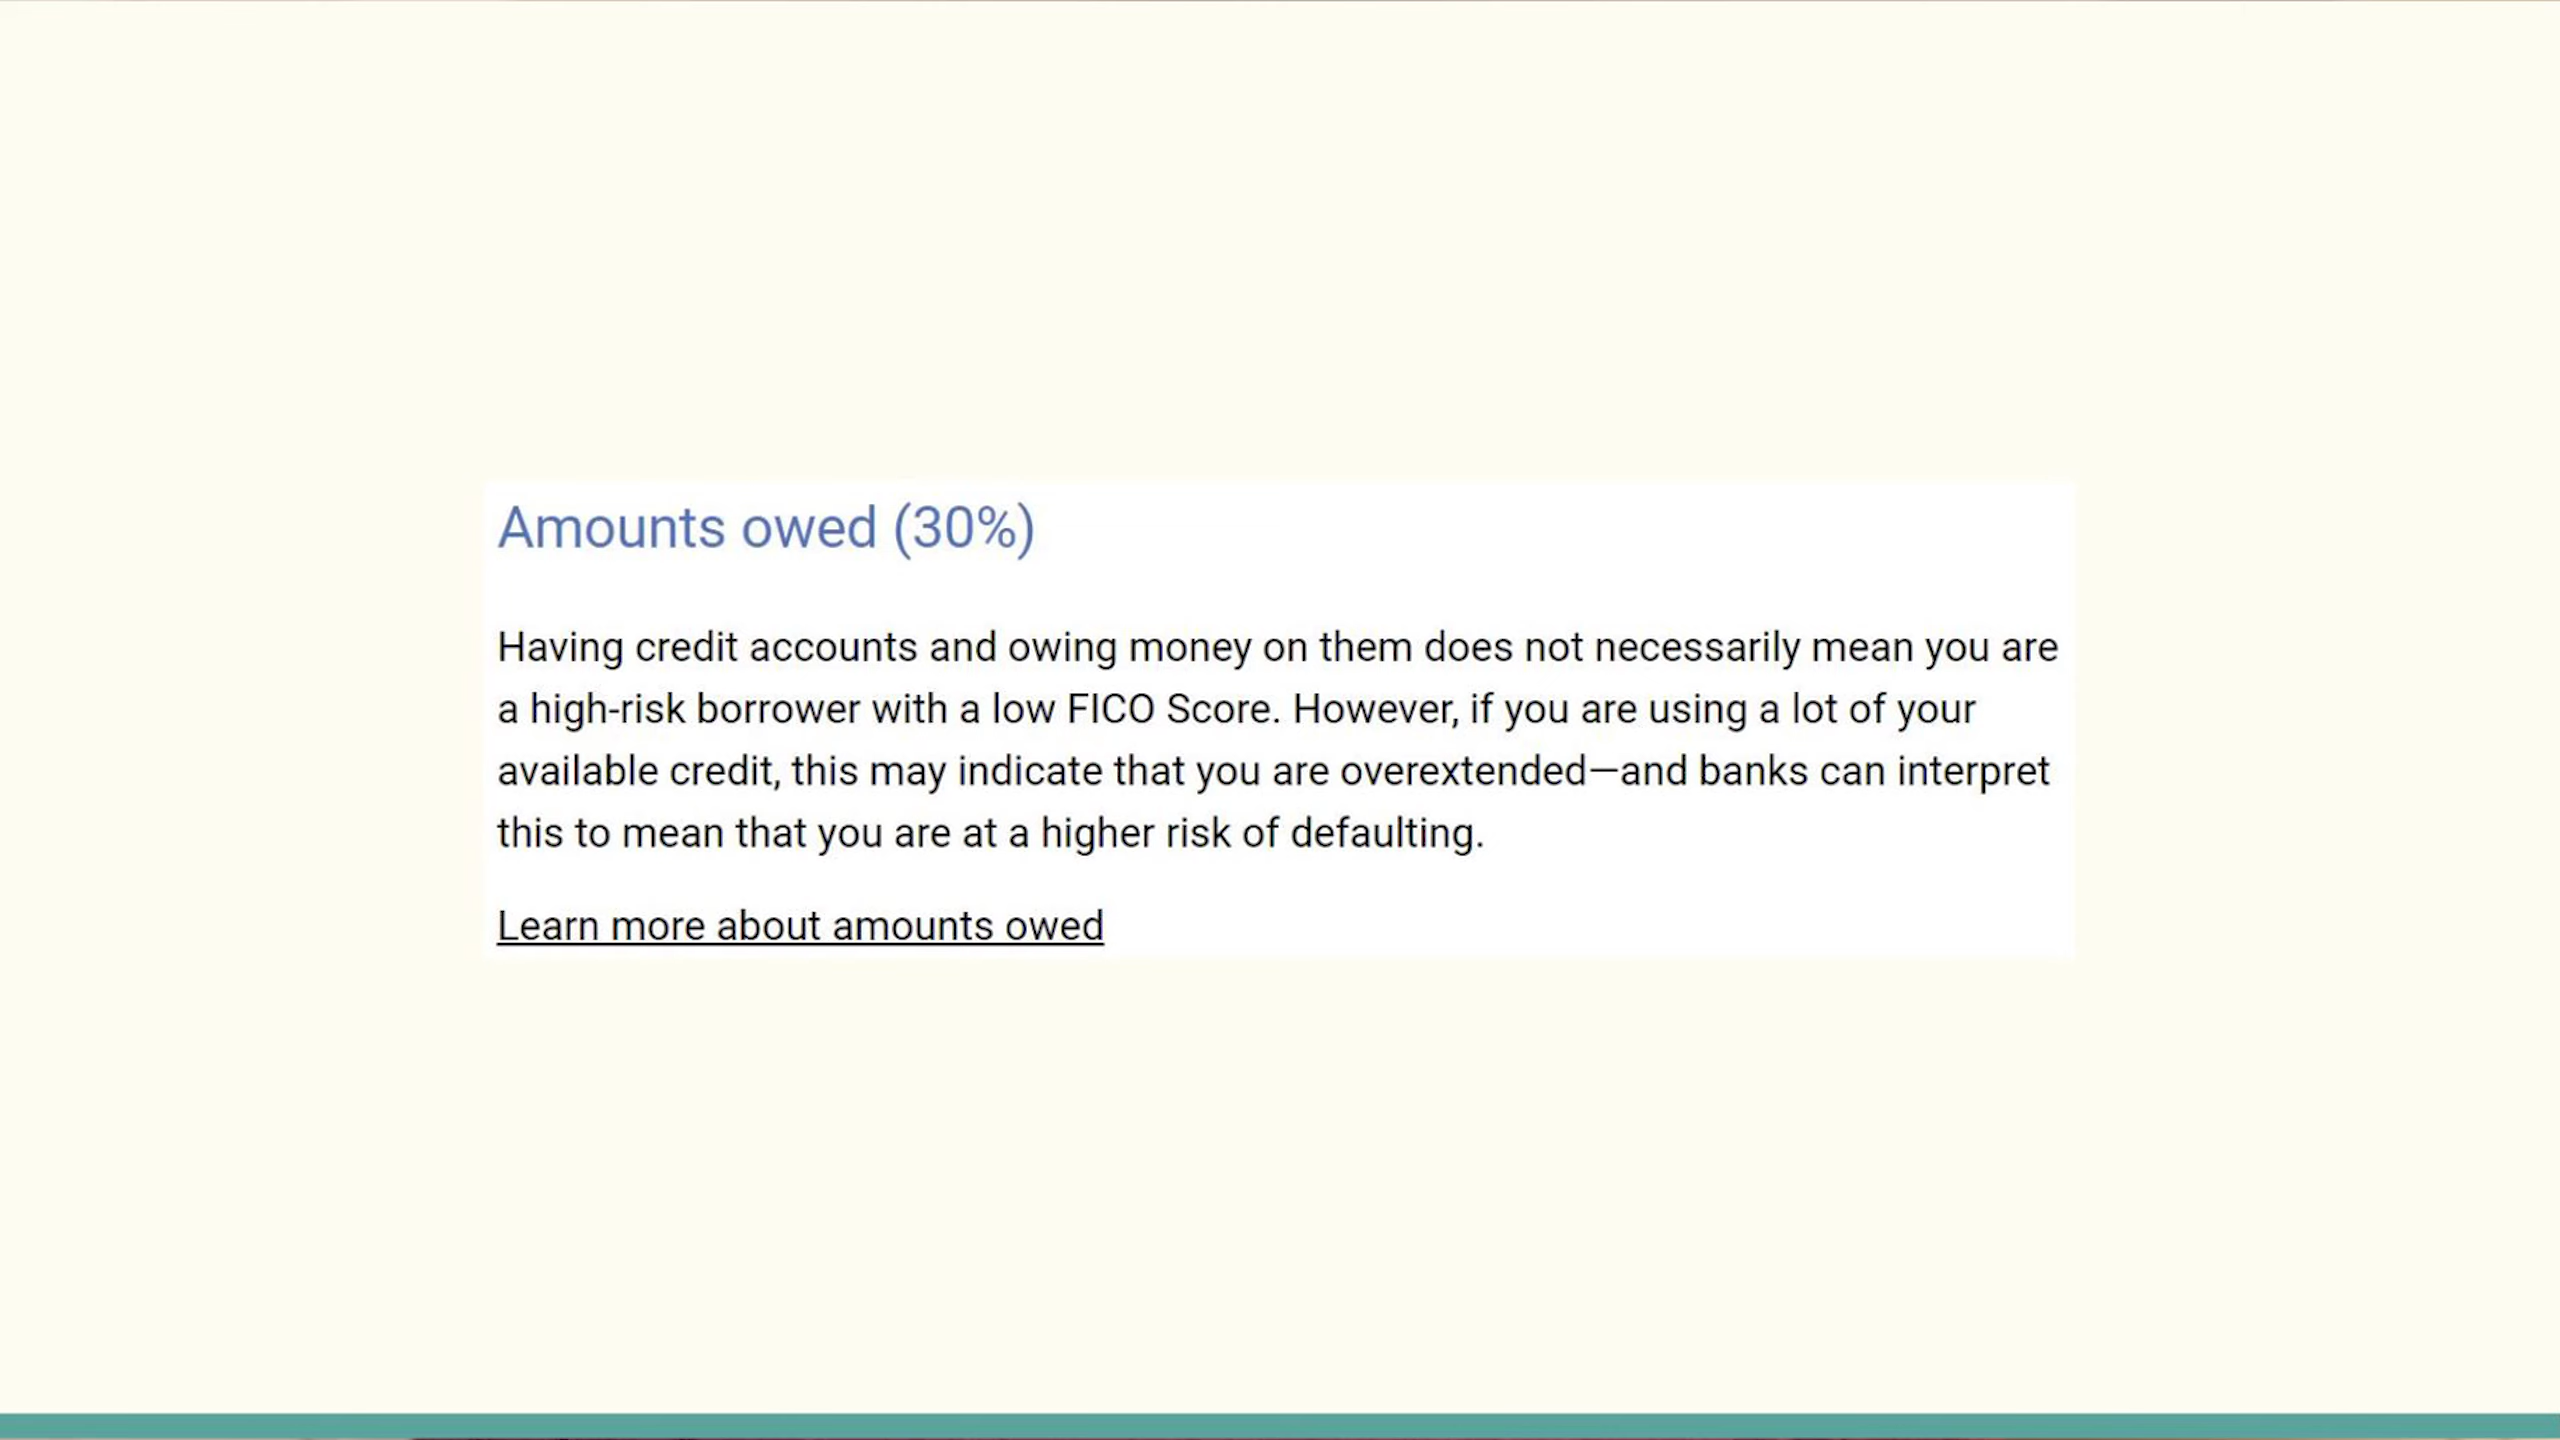 Amounts owed (30%)
Having credit accounts and owing money on them does not necessarily mean you are
a high-risk borrower with a low FICO Score. However, if you are using a lot of your
available credit, this may indicate that you are overextended—and banks can interpret
this to mean that you are at a higher risk of defaulting.
Learn more about amounts owed